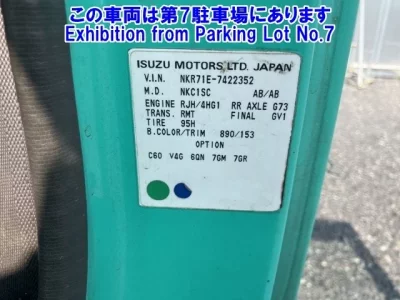 この車両は第7駐車場にあります
Exhibition from Parking Lot No.7
ISUZU MOTORS LTD. JAPAN
V.I.N. NKR71E-7422352
M.D. NKC1SC AB/AB
ENGINE RJH/4HG1 RR AXLE G73
TRANS. RMT FINAL GV1
TIRE 95H
B.COLOR/TRIM 890/153
OPTION
C60 V4G 6QN 7GM 7GR